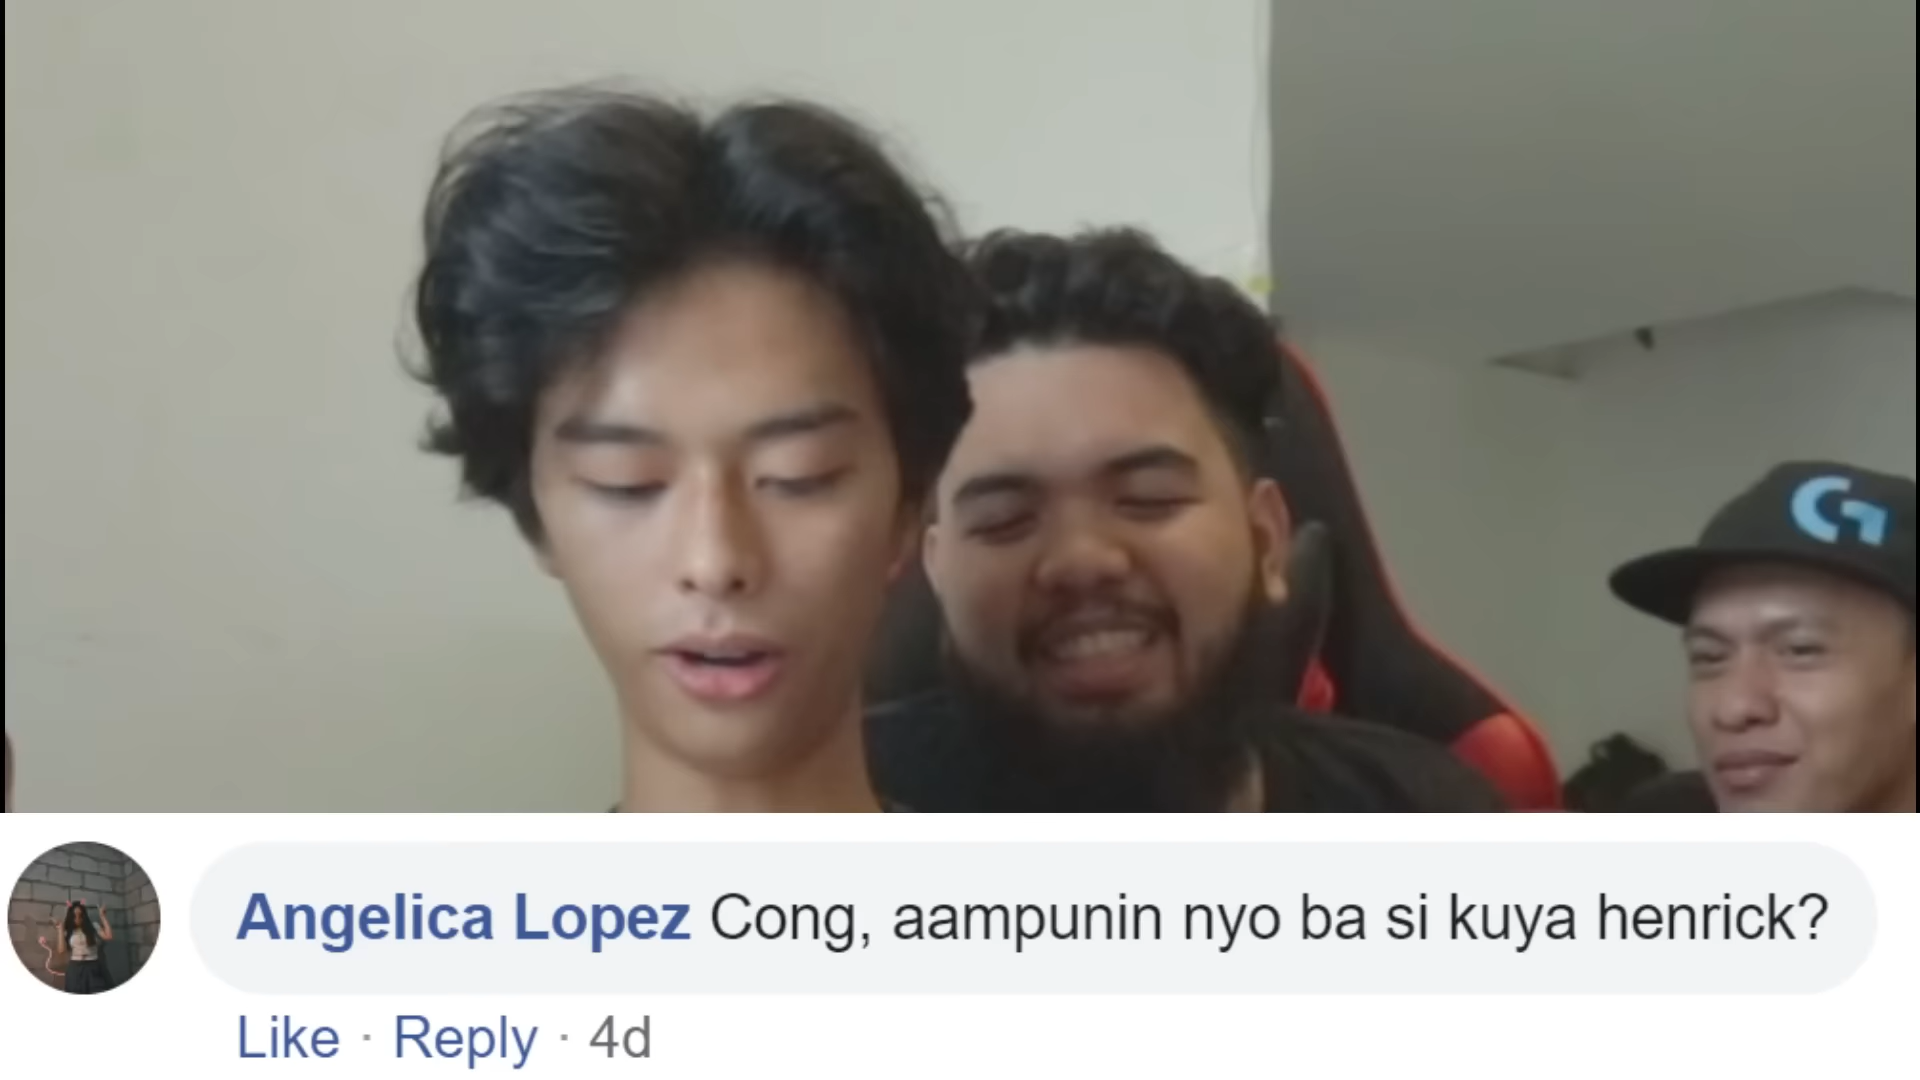 G
Angelica Lopez Cong, aampunin nyo ba si kuya henrick?
Like · Reply · 4d